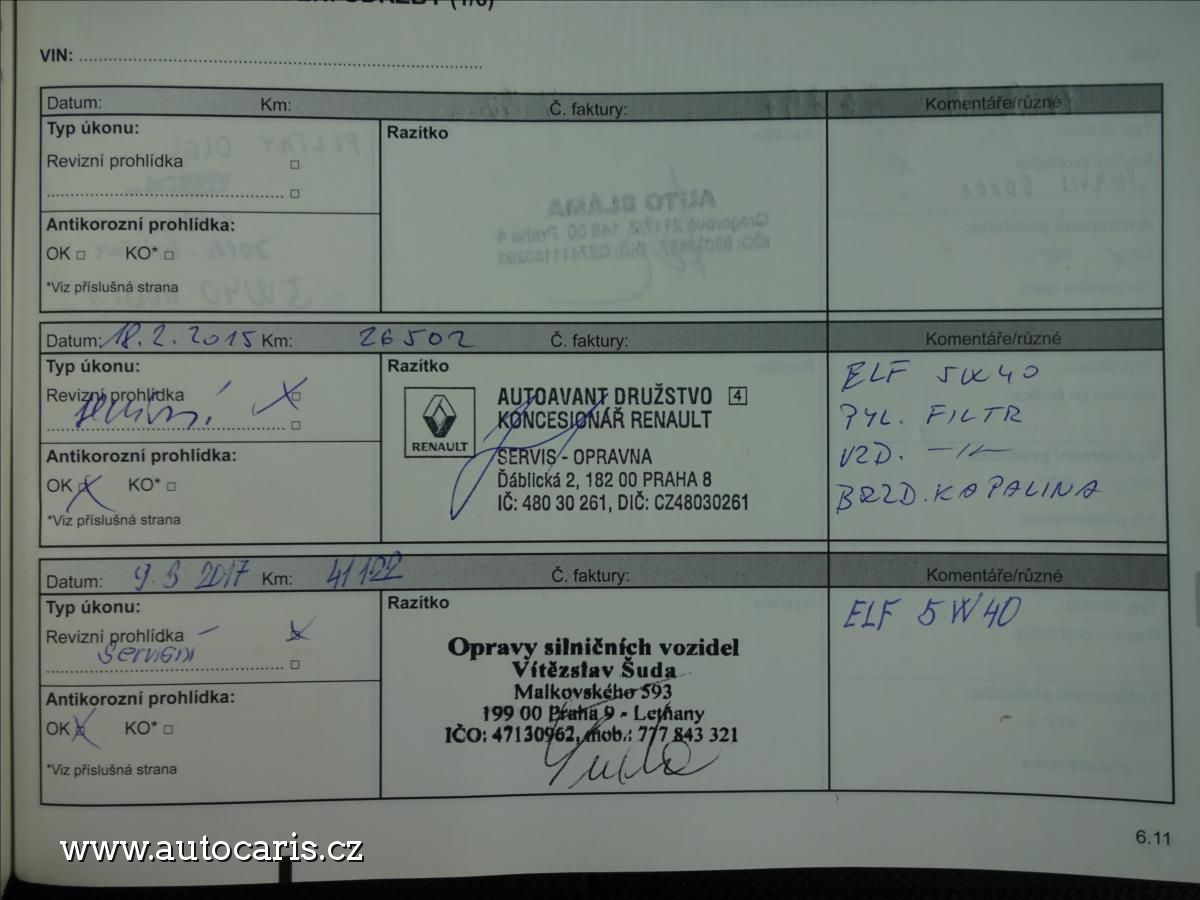 VIN:
Datum: Km: Č. faktury: Komentáře/různé
Typ úkonu: Razítko
Revizní prohlídka
Antikorozní prohlídka:
OK KO*
*Viz příslušná strana
Datum: 18.2.2015 Km: 26502 Č. faktury: Komentáře/různé
Typ úkonu: Razítko
Revizní prohlídka
servisní
Antikorozní prohlídka:
OK KO*
*Viz příslušná strana
RENAULT
AUTOAVANT DRUŽSTVO 4
KONCESIONÁŘ RENAULT
SERVIS - OPRAVNA
Ďáblická 2, 182 00 PRAHA 8
IČ: 480 30 261, DIČ: CZ48030261
ELF 5W40
PYL. FILTR
VZD. -"-
BRZD. KAPALINA
Datum: 9.3 2017 Km: 41122 Č. faktury: Komentáře/různé
Typ úkonu: Razítko
Revizní prohlídka –
servisní
Antikorozní prohlídka:
OK KO*
*Viz příslušná strana
Opravy silničních vozidel
Vítězslav Šuda
Malkovského 593
199 00 Praha 9 - Letňany
IČO: 47130962, mob.: 777 843 321
Šuda
ELF 5W40
6.11
www.autocaris.cz